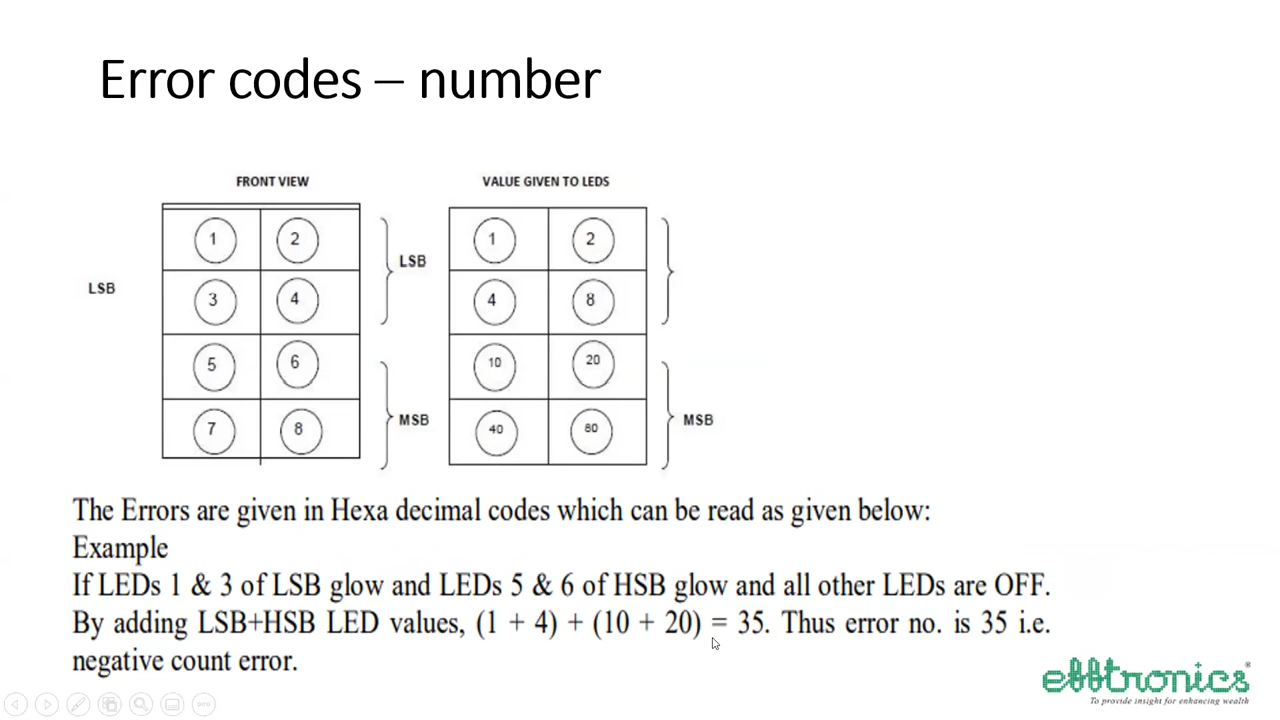 Error codes – number
FRONT VIEW
VALUE GIVEN TO LEDS
1 2
3 4
5 6
7 8
LSB
LSB
MSB
1 2
4 8
10 20
40 80
MSB
The Errors are given in Hexa decimal codes which can be read as given below:
Example
If LEDs 1 & 3 of LSB glow and LEDs 5 & 6 of HSB glow and all other LEDs are OFF.
By adding LSB+HSB LED values, (1 + 4) + (10 + 20) = 35. Thus error no. is 35 i.e.
negative count error.
efftronics®
To provide insight for enhancing wealth